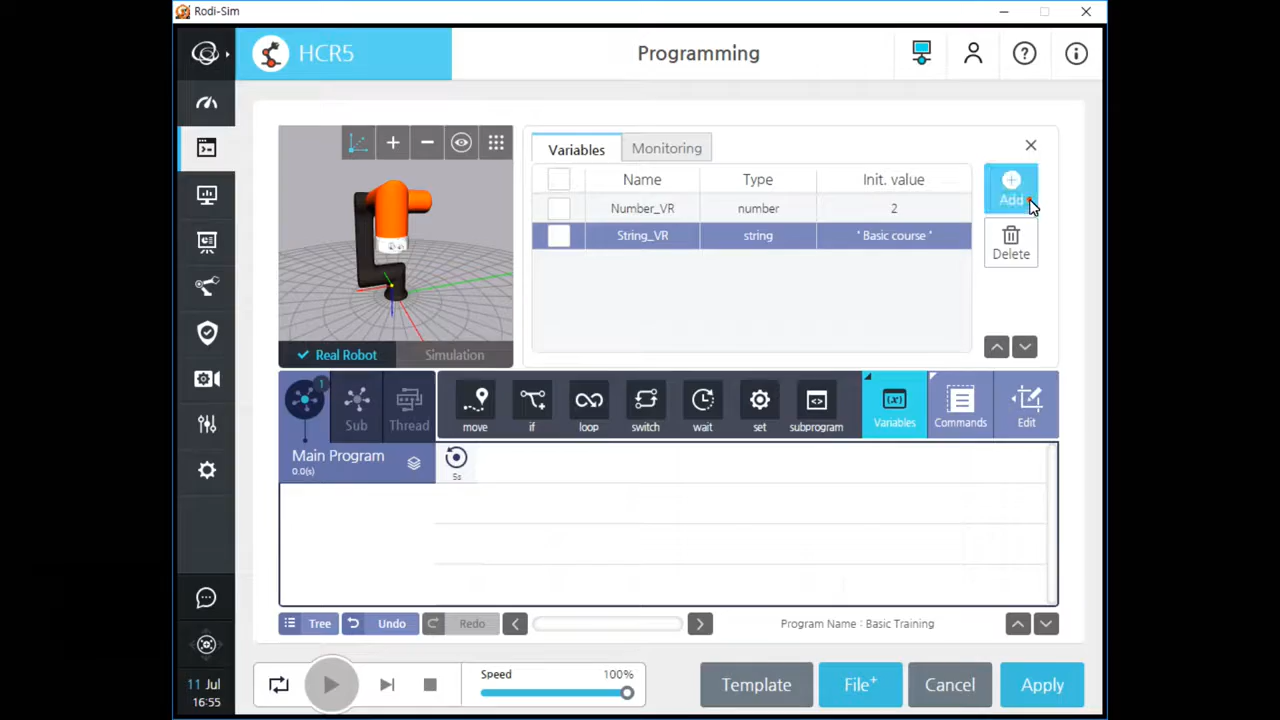 Rodi-Sim
HCR5
Programming
Variables
Monitoring
Name
Type
Init. value
Number_VR
number
2
String_VR
string
" Basic course "
Add
Delete
Real Robot
Simulation
1
Sub
Thread
move
if
loop
switch
wait
set
subprogram
Variables
Commands
Edit
Main Program
0.0(s)
5s
Tree
Undo
Redo
Program Name : Basic Training
Speed
100%
Template
File+
Cancel
Apply
11 Jul
16:55